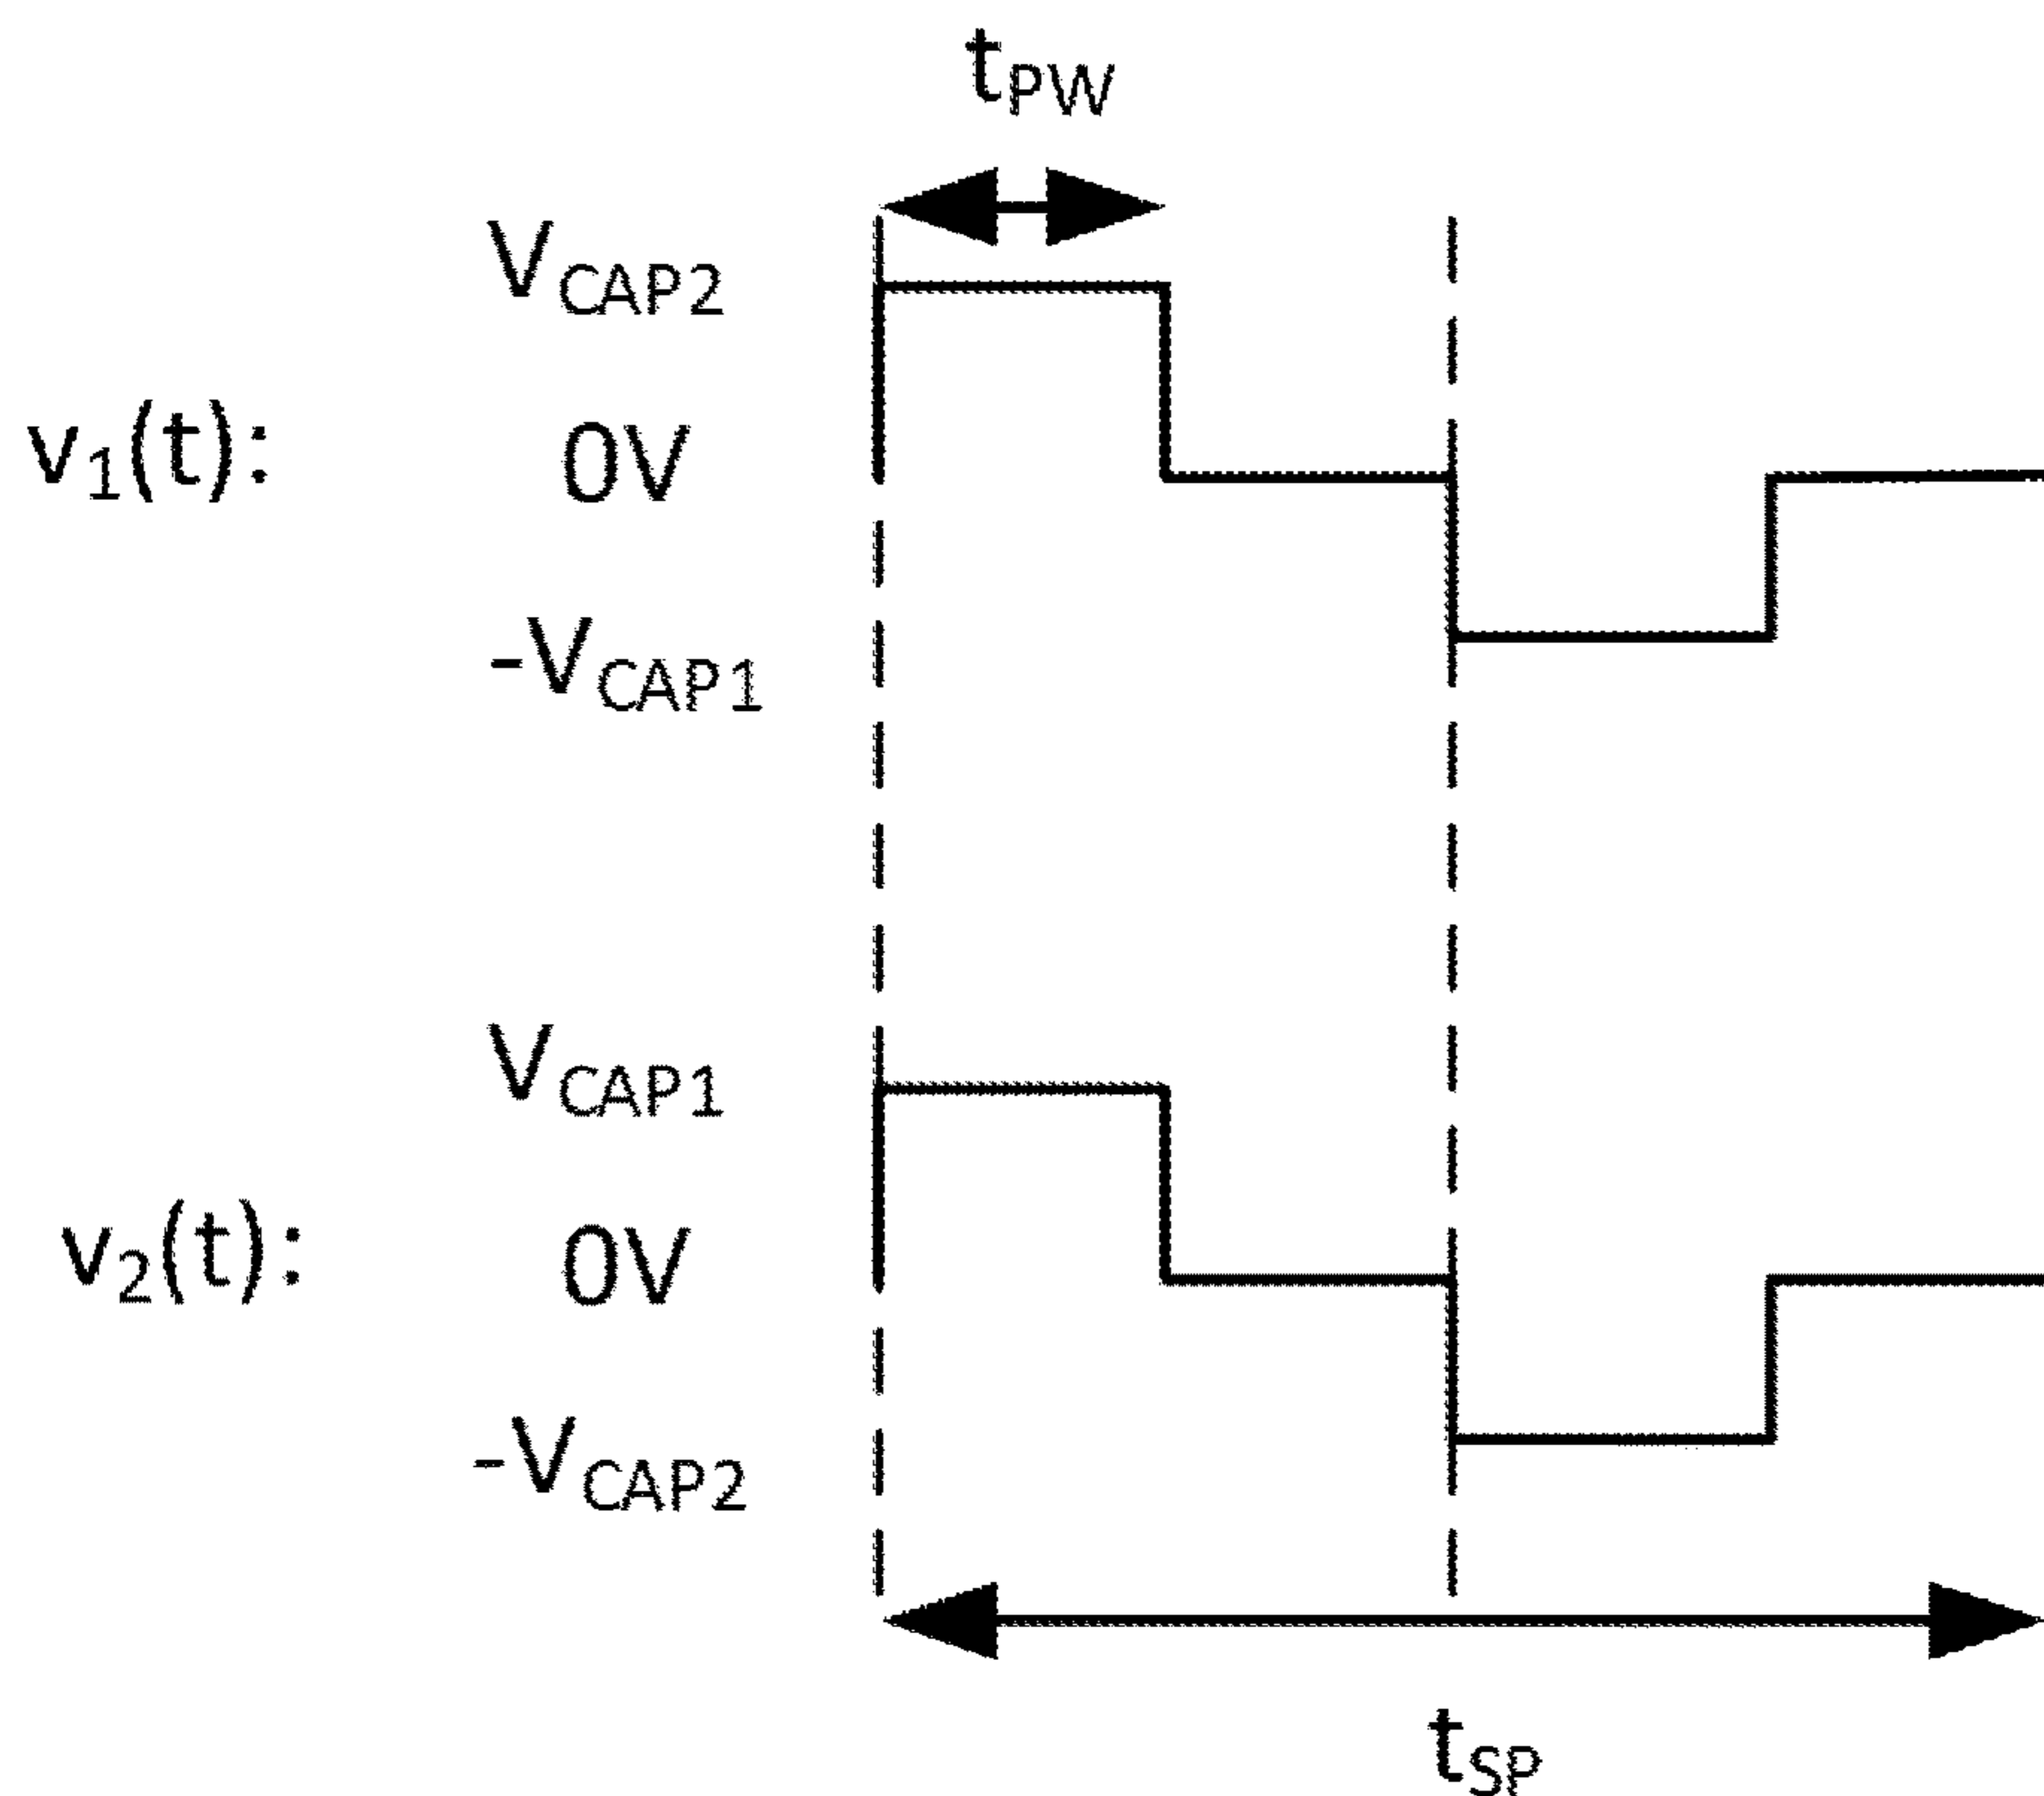 tPW
VCAP2
v1(t): 0V
-VCAP1
VCAP1
v2(t): 0V
-VCAP2
tSP